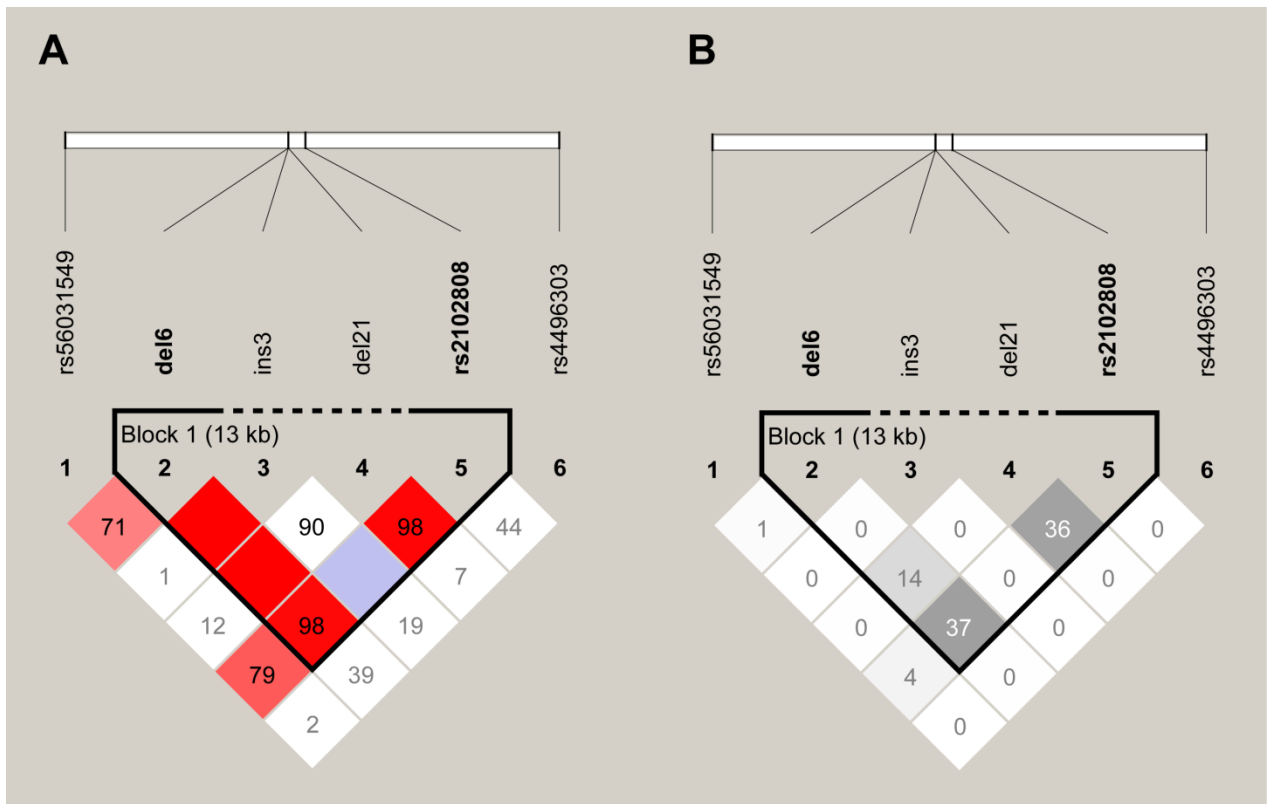 A
B
rs56031549
del6
ins3
del21
rs2102808
rs4496303
rs56031549
del6
ins3
del21
rs2102808
rs4496303
Block 1 (13 kb)
1 2 3 4 5 6
71 90 98 44
1 7
12 98 19
79 39
2
Block 1 (13 kb)
1 2 3 4 5 6
1 0 0 36 0
0 14 0 0
0 37 0
4 0
0